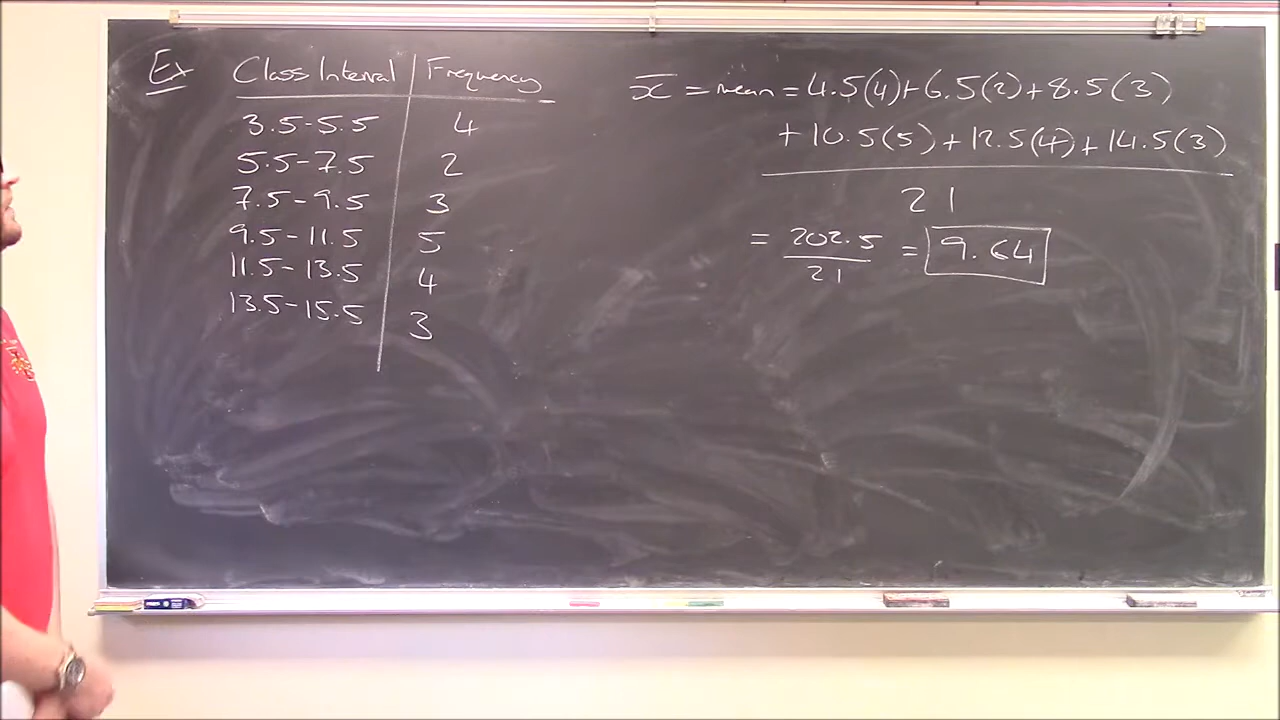 Ex Class Interval Frequency
3.5-5.5 4
5.5-7.5 2
7.5-9.5 3
9.5-11.5 5
11.5-13.5 4
13.5-15.5 3
x̄ = mean = 4.5(4)+6.5(2)+8.5(3)
+10.5(5)+12.5(4)+14.5(3)
21
= 202.5/21 = 9.64